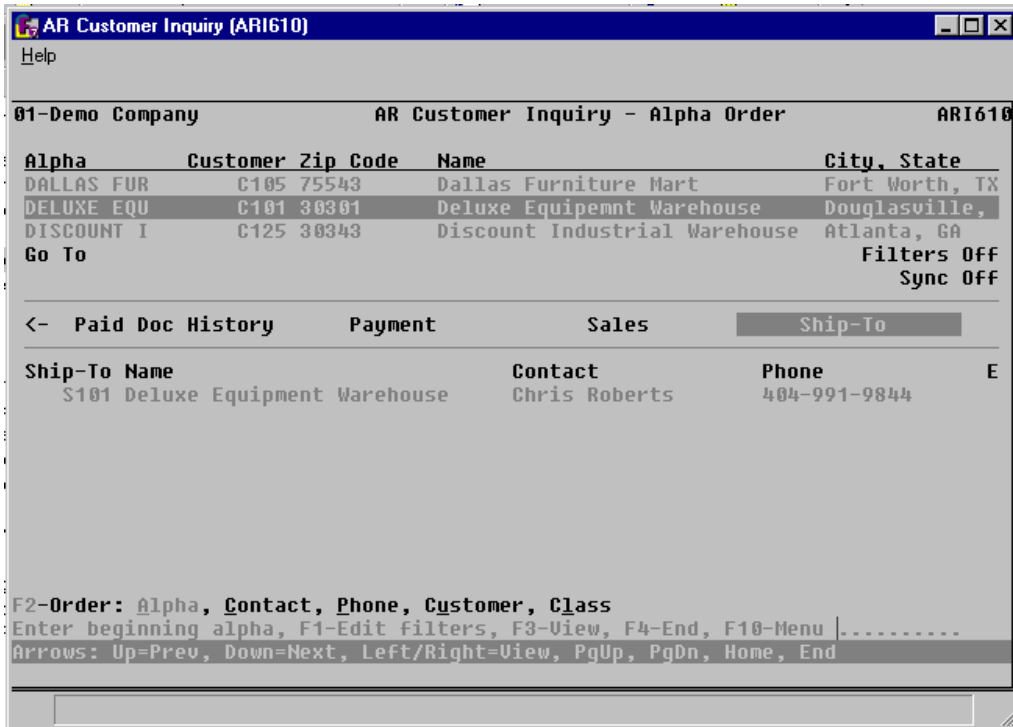 AR Customer Inquiry (ARI610)
Help
01-Demo Company AR Customer Inquiry - Alpha Order ARI610
Alpha Customer Zip Code Name City, State
DALLAS FUR C105 75543 Dallas Furniture Mart Fort Worth, TX
DELUXE EQU C101 30301 Deluxe Equipemnt Warehouse Douglasville,
DISCOUNT I C125 30343 Discount Industrial Warehouse Atlanta, GA
Go To Filters Off
Sync Off
<- Paid Doc History Payment Sales Ship-To
Ship-To Name Contact Phone E
S101 Deluxe Equipment Warehouse Chris Roberts 404-991-9844
F2-Order: Alpha, Contact, Phone, Customer, Class
Enter beginning alpha, F1-Edit filters, F3-View, F4-End, F10-Menu ..........
Arrows: Up=Prev, Down=Next, Left/Right=View, PgUp, PgDn, Home, End